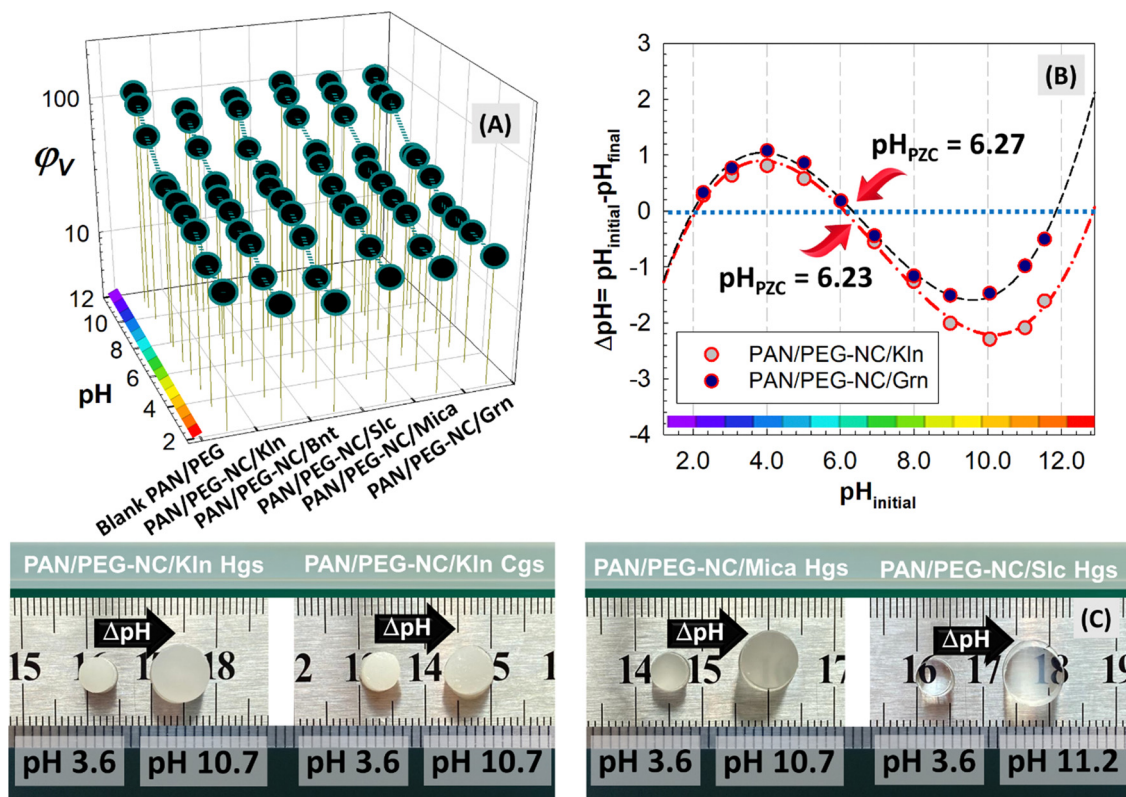 (A)
φV
100
10
12
10
8
6
4
2
pH
Blank PAN/PEG
PAN/PEG-NC/Kln
PAN/PEG-NC/Bnt
PAN/PEG-NC/Slc
PAN/PEG-NC/Mica
PAN/PEG-NC/Grn
(B)
ΔpH= pHinitial-pHfinal
3
2
1
0
-1
-2
-3
-4
pHPZC = 6.27
pHPZC = 6.23
PAN/PEG-NC/Kln
PAN/PEG-NC/Grn
2.0 4.0 6.0 8.0 10.0 12.0
pHinitial
PAN/PEG-NC/Kln Hgs
PAN/PEG-NC/Kln Cgs
PAN/PEG-NC/Mica Hgs
PAN/PEG-NC/Slc Hgs
(C)
ΔpH
ΔpH
ΔpH
ΔpH
15 16 18
2 14 5 1
14 15 17
16 17 18 19
pH 3.6
pH 10.7
pH 3.6
pH 10.7
pH 3.6
pH 10.7
pH 3.6
pH 11.2